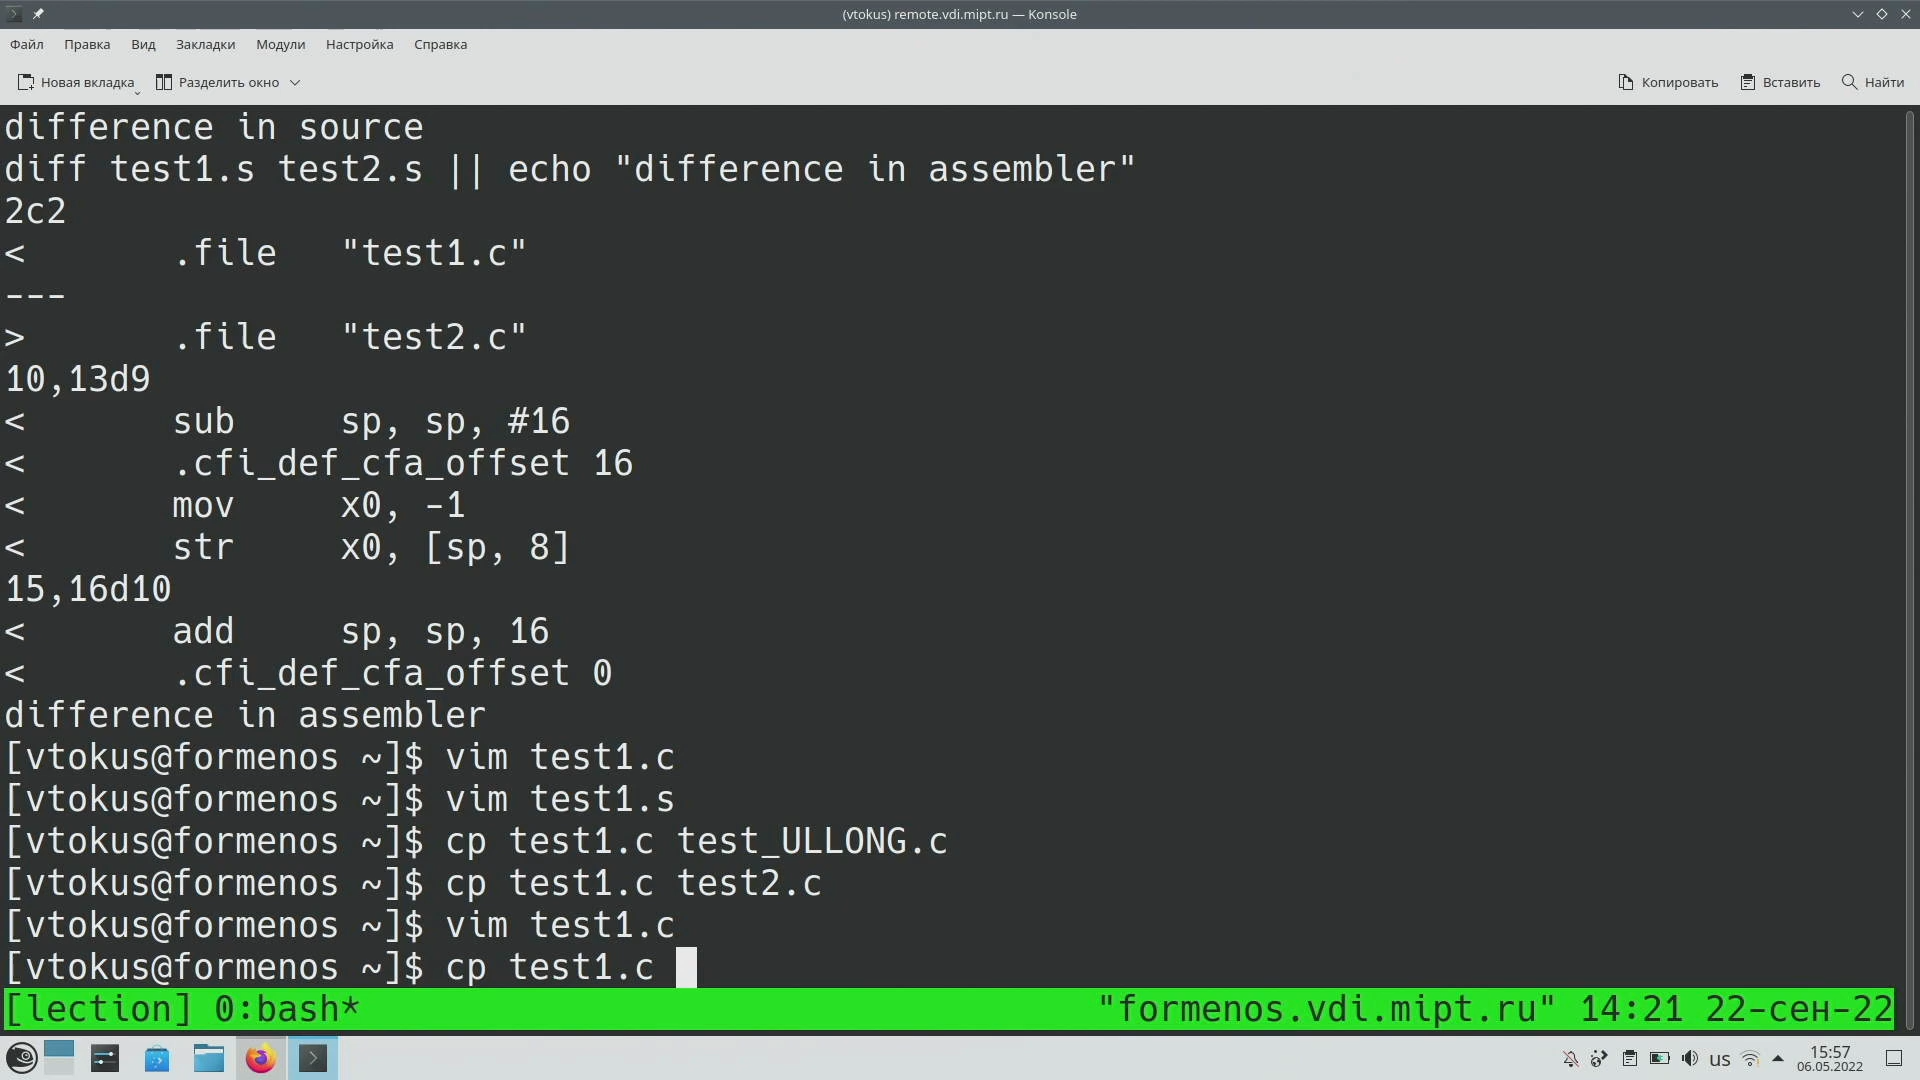 (vtokus) remote.vdi.mipt.ru — Konsole
Файл Правка Вид Закладки Модули Настройка Справка
Новая вкладка Разделить окно Копировать Вставить Найти
difference in source
diff test1.s test2.s || echo "difference in assembler"
2c2
< .file "test1.c"
---
> .file "test2.c"
10,13d9
< sub sp, sp, #16
< .cfi_def_cfa_offset 16
< mov x0, -1
< str x0, [sp, 8]
15,16d10
< add sp, sp, 16
< .cfi_def_cfa_offset 0
difference in assembler
[vtokus@formenos ~]$ vim test1.c
[vtokus@formenos ~]$ vim test1.s
[vtokus@formenos ~]$ cp test1.c test_ULLONG.c
[vtokus@formenos ~]$ cp test1.c test2.c
[vtokus@formenos ~]$ vim test1.c
[vtokus@formenos ~]$ cp test1.c
[lection] 0:bash* "formenos.vdi.mipt.ru" 14:21 22-сен-22
us 15:57
06.05.2022